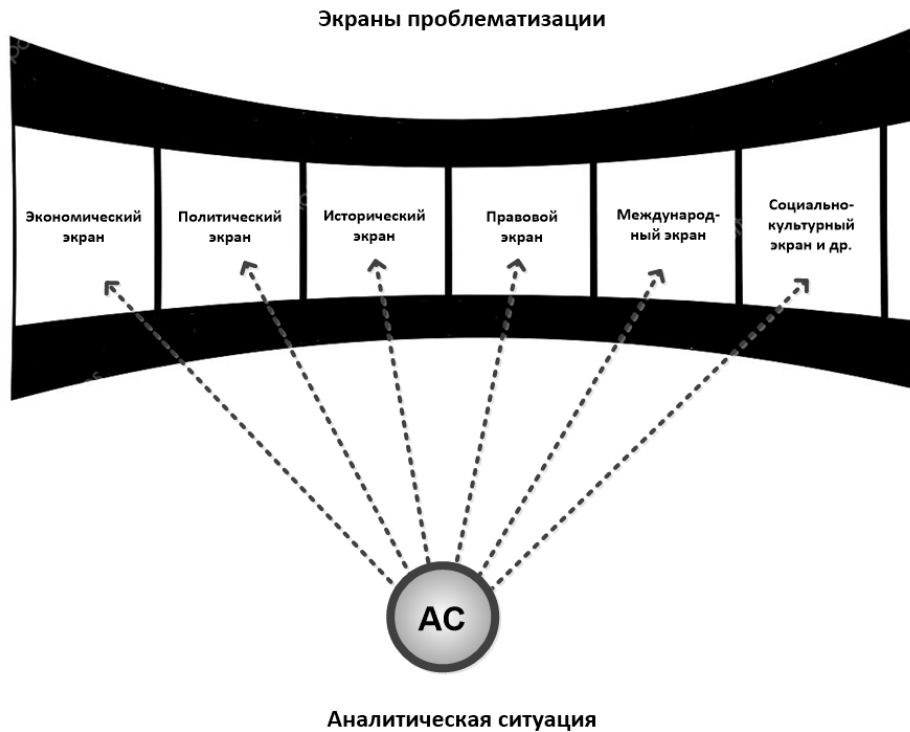 Экраны проблематизации
Экономический
экран
Политический
экран
Исторический
экран
Правовой
экран
Международ-
ный экран
Социально-
культурный
экран и др.
АС
Аналитическая ситуация